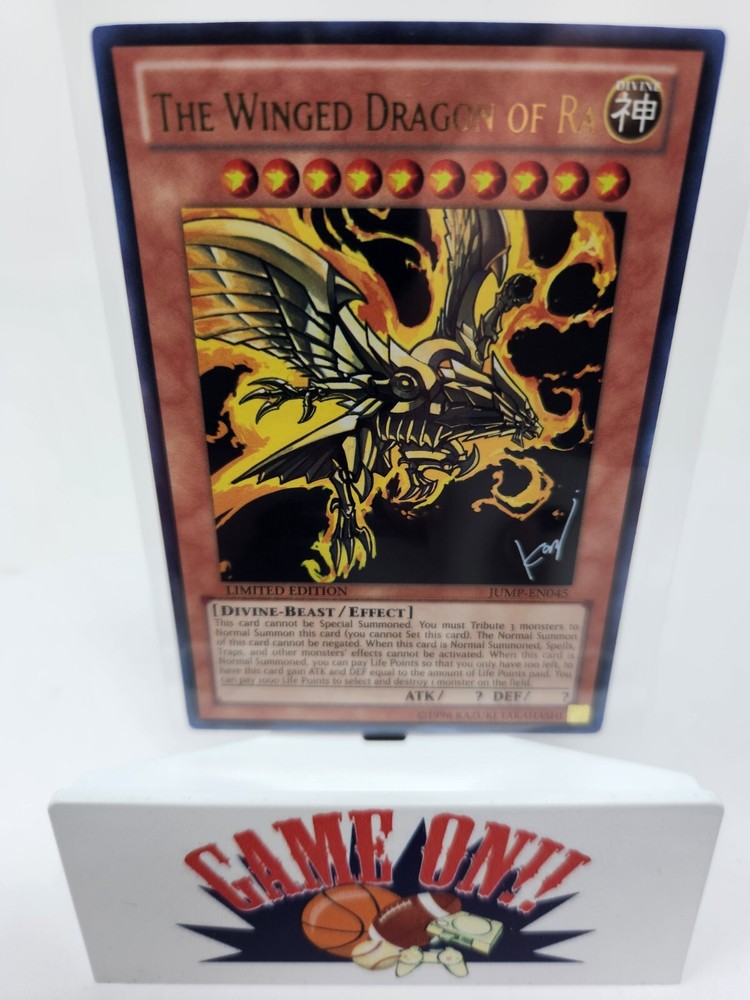 THE WINGED DRAGON OF RA
DIVINE
神
LIMITED EDITION
JUMP-EN045
[DIVINE-BEAST/EFFECT]
This card cannot be Special Summoned. You must Tribute 3 monsters to
Normal Summon this card (you cannot Set this card). The Normal Summon
of this card cannot be negated. When this card is Normal Summoned, Spells,
Traps, and other monsters' effects cannot be activated. When this card is
Normal Summoned, you can pay Life Points so that you only have 100 left, to
have this card gain ATK and DEF equal to the amount of Life Points paid. You
can pay 1000 Life Points to select and destroy 1 monster on the field.
ATK/ ? DEF/ ?
©1996 KAZUKI TAKAHASHI
GAME ON!!